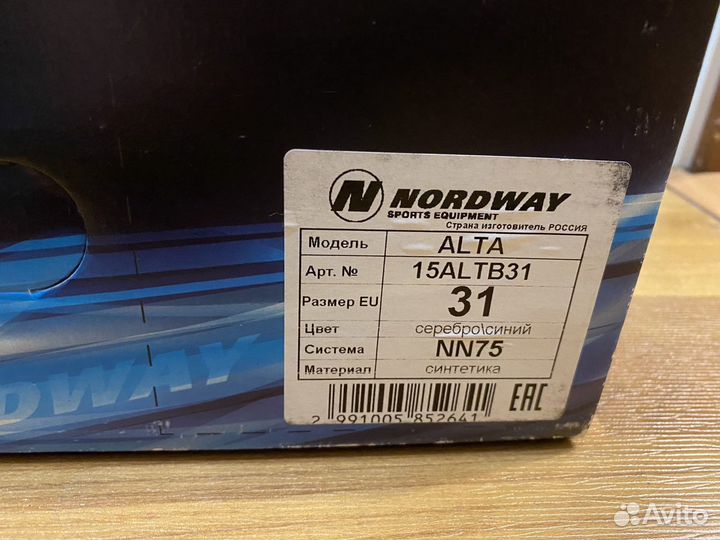 NORDWAY
SPORTS EQUIPMENT
Страна изготовитель РОССИЯ
Модель ALTA
Арт. № 15ALTB31
Размер EU 31
Цвет серебро\синий
Система NN75
Материал синтетика
2 991005 852641
EAC
DWAY
Avito